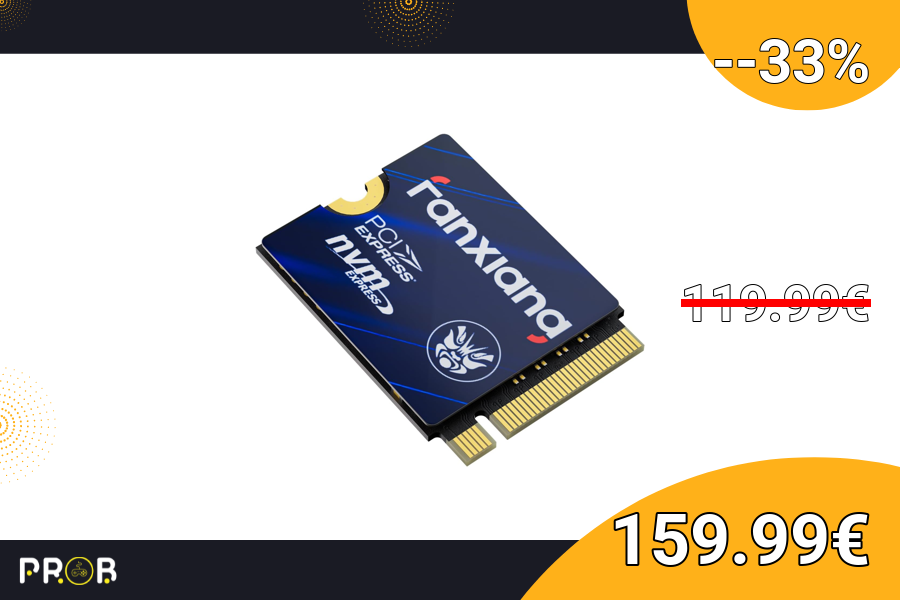 --33%
fanxiang
PCI
EXPRESS®
nvm
EXPRESS
119.99€
159.99€
PROB